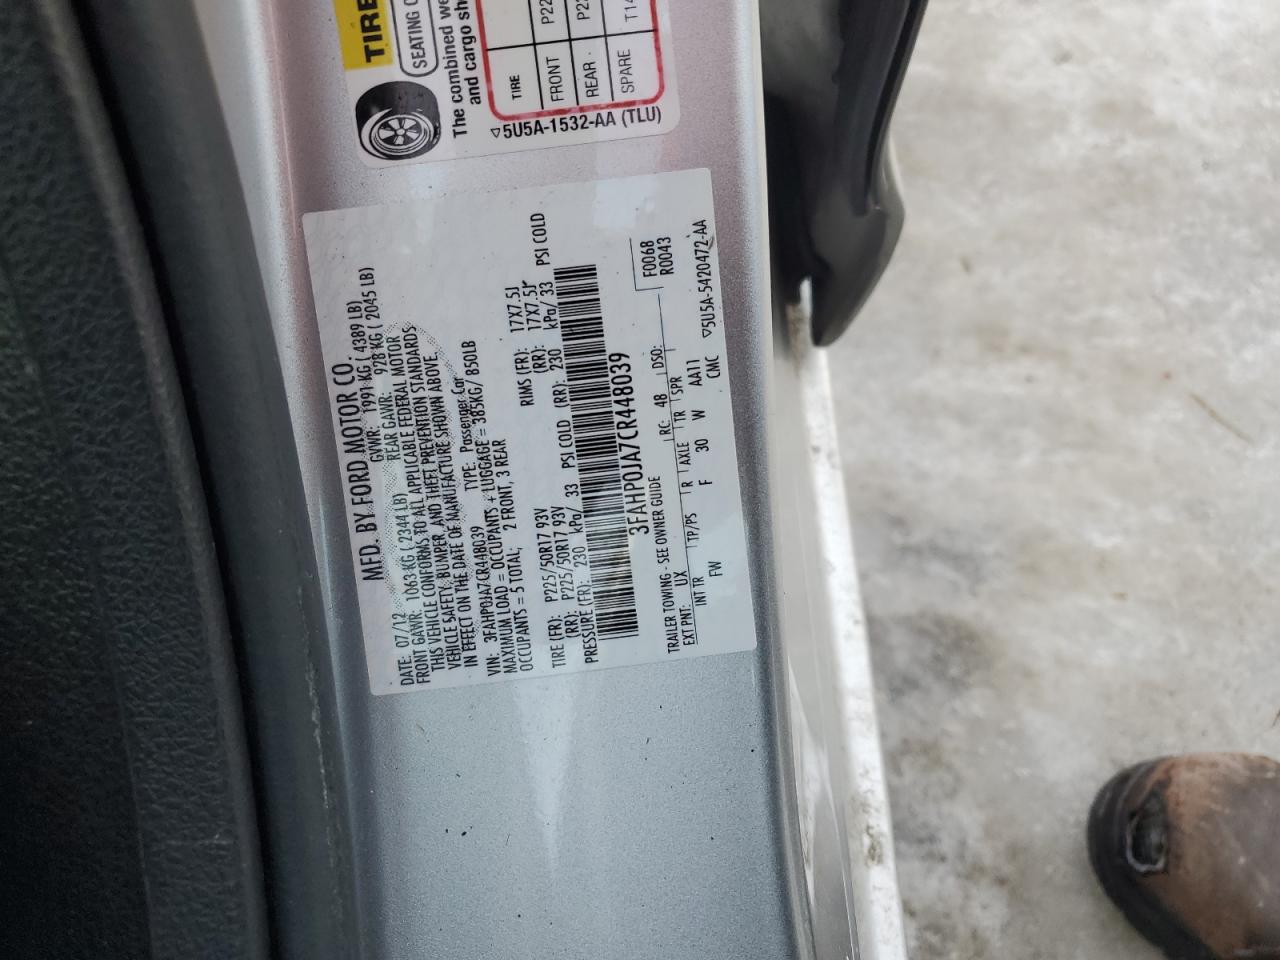 TIRE
SEATING C
The combined we
and cargo sh
TIRE
FRONT P22
REAR P2
SPARE T14
▽5U5A-1532-AA (TLU)
MFD. BY FORD MOTOR CO.
DATE: 07/12 GVWR: 1991 KG ( 4389 LB)
FRONT GAWR: 1063 KG ( 2344 LB) REAR GAWR: 928 KG ( 2045 LB)
THIS VEHICLE CONFORMS TO ALL APPLICABLE FEDERAL MOTOR
VEHICLE SAFETY, BUMPER, AND THEFT PREVENTION STANDARDS
IN EFFECT ON THE DATE OF MANUFACTURE SHOWN ABOVE.
VIN: 3FAHP0JA7CR448039 TYPE: Passenger Car
MAXIMUM LOAD = OCCUPANTS + LUGGAGE = 385KG/ 850LB
OCCUPANTS = 5 TOTAL; 2 FRONT, 3 REAR
TIRE (FR): P225/50R17 93V RIMS (FR): 17X7.5J
(RR): P225/50R17 93V (RR): 17X7.5J
PRESSURE (FR): 230 kPa/ 33 PSI COLD (RR): 230 kPa/ 33 PSI COLD
3FAHP0JA7CR448039
F0068
R0043
TRAILER TOWING - SEE OWNER GUIDE RC: 48 DSO:
EXT PNT: UX TP/PS R AXLE TR SPR
INT TR FW F 30 W AA11
CMC ▽5U5A-5420472-AA